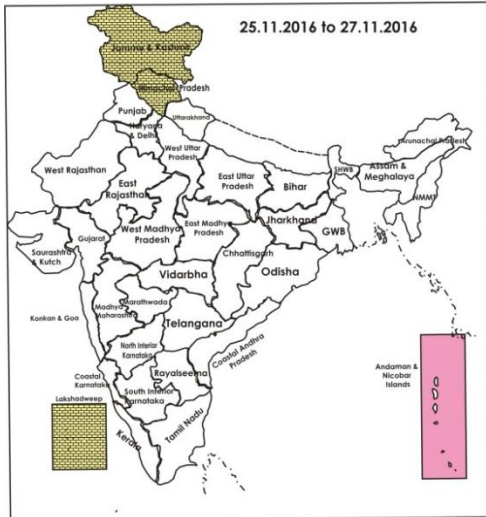 25.11.2016 to 27.11.2016
Jammu & Kashmir
Himachal Pradesh
Punjab
Uttarakhand
Haryana
& Delhi
West Uttar
Pradesh
Arunachal Pradesh
West Rajasthan
East
Rajasthan
East Uttar
Pradesh
Bihar
SHWB
Assam &
Meghalaya
NMMT
Jharkhand
GWB
Gujarat
Saurashtra
& Kutch
West Madhya
Pradesh
East Madhya
Pradesh
Chhattisgarh
Odisha
Vidarbha
Konkan & Goa
Madhya
Maharashtra
Marathwada
Telangana
North Interior
Karnataka
Coastal Andhra
Pradesh
Rayalseema
Coastal
Karnataka
South Interior
Karnataka
Andaman &
Nicobar
Islands
Lakshadweep
Kerala
Tamil Nadu